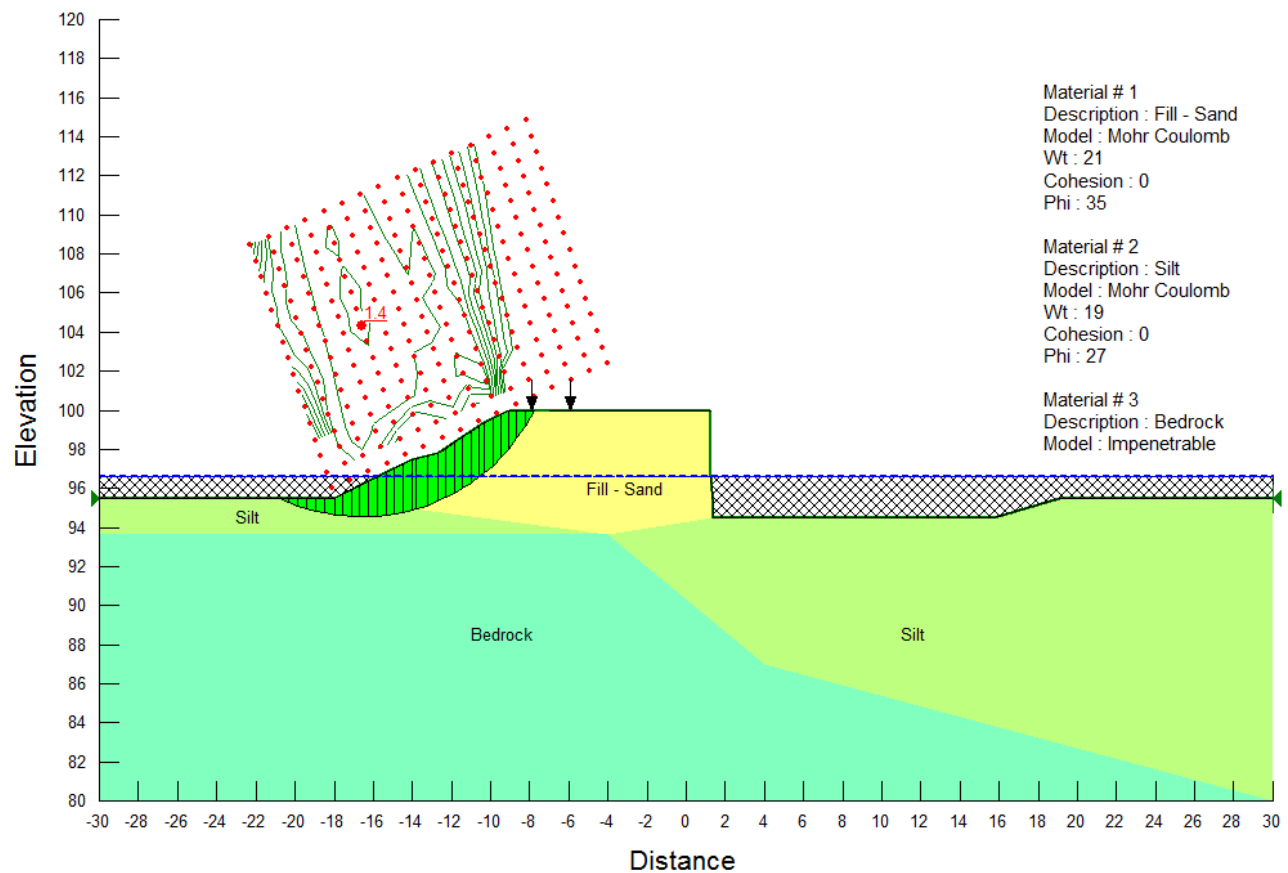 120
118
116
114
112
110
108
106
104
102
100
98
96
94
92
90
88
86
84
82
80
Elevation
1.4
Material # 1
Description : Fill - Sand
Model : Mohr Coulomb
Wt : 21
Cohesion : 0
Phi : 35
Material # 2
Description : Silt
Model : Mohr Coulomb
Wt : 19
Cohesion : 0
Phi : 27
Material # 3
Description : Bedrock
Model : Impenetrable
Fill - Sand
Silt
Bedrock
Silt
-30 -28 -26 -24 -22 -20 -18 -16 -14 -12 -10 -8 -6 -4 -2 0 2 4 6 8 10 12 14 16 18 20 22 24 26 28 30
Distance